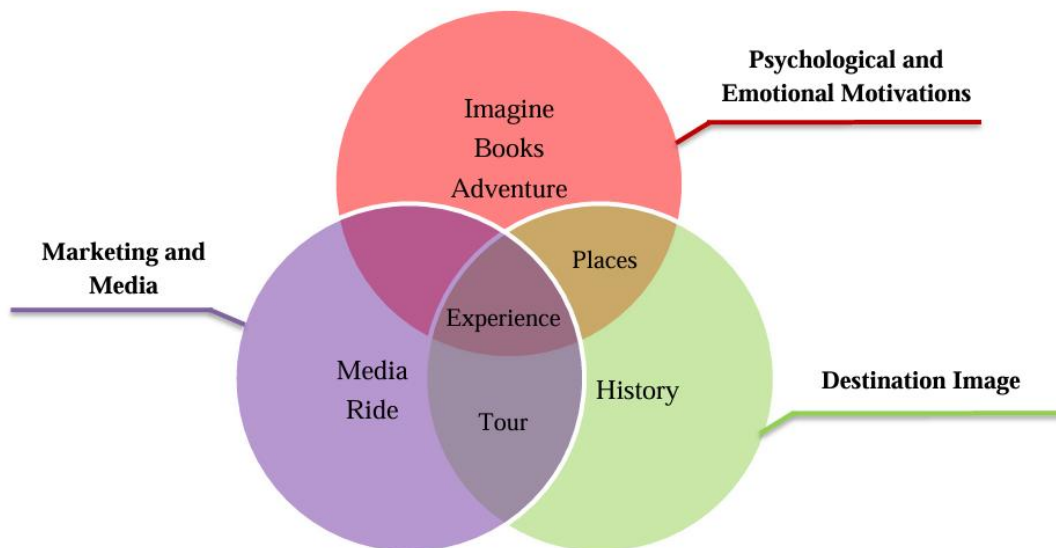 Psychological and
Emotional Motivations
Imagine
Books
Adventure
Marketing and
Media
Places
Experience
Media
Ride
History
Destination Image
Tour